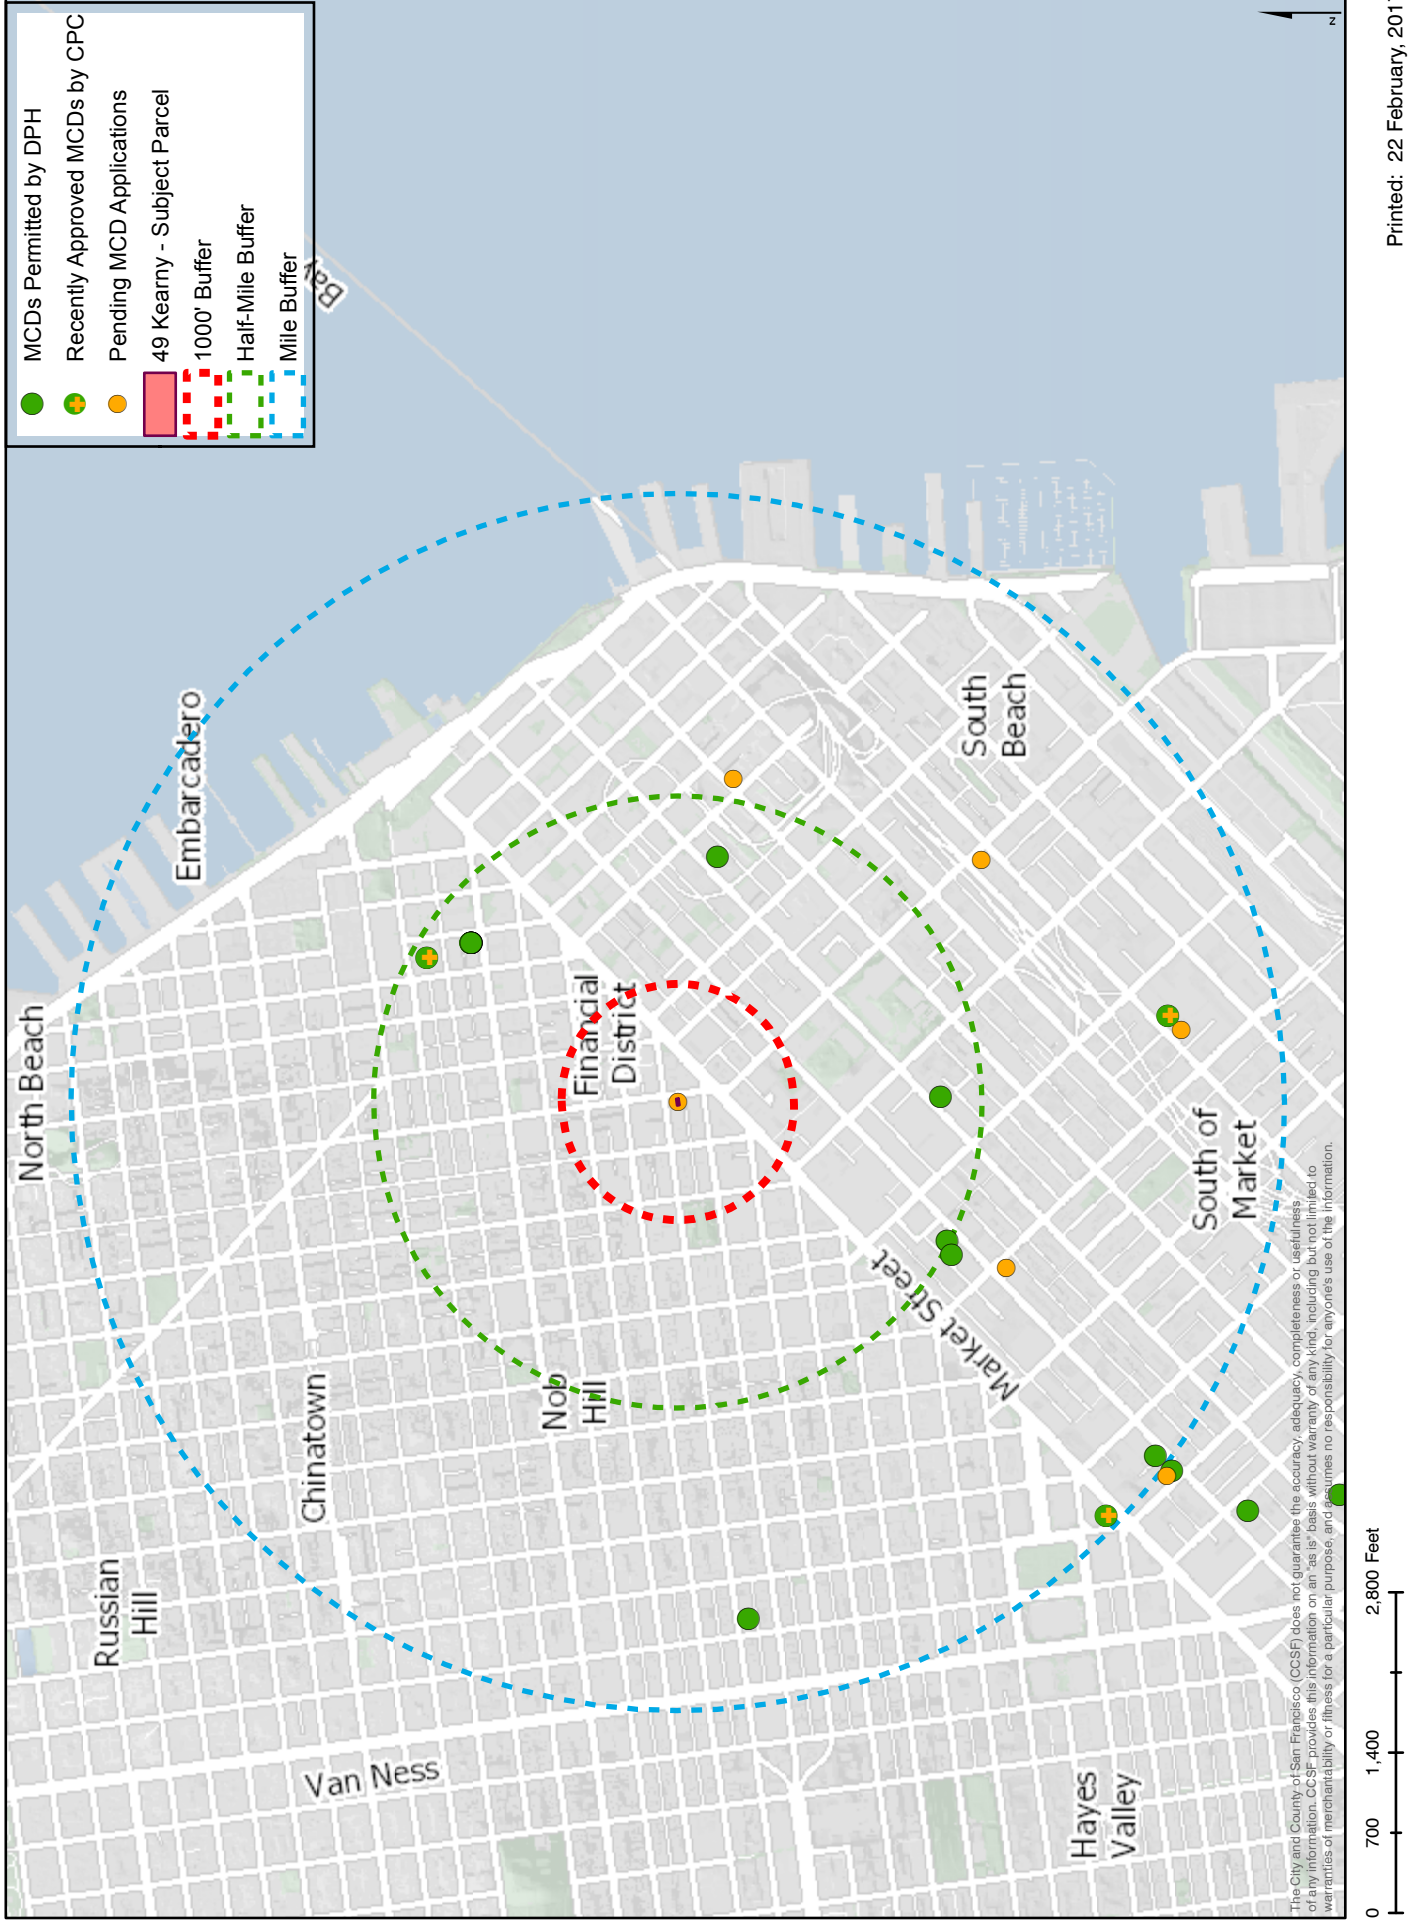 MCDs Permitted by DPH
Recently Approved MCDs by CPC
Pending MCD Applications
49 Kearny - Subject Parcel
1000' Buffer
Half-Mile Buffer
Mile Buffer
z
Bay
Embarcadero
North Beach
Russian
Hill
Chinatown
Nob
Hill
Financial
District
Van Ness
Market Street
South
Beach
South of
Market
Hayes
Valley
The City and County of San Francisco (CCSF) does not guarantee the accuracy, adequacy, completeness or usefulness
of any information. CCSF provides this information on an "as is" basis without warranty of any kind, including but not limited to
warranties of merchantability or fitness for a particular purpose, and assumes no responsibility for anyone's use of the information.
0 700 1,400 2,800 Feet
Printed: 22 February,